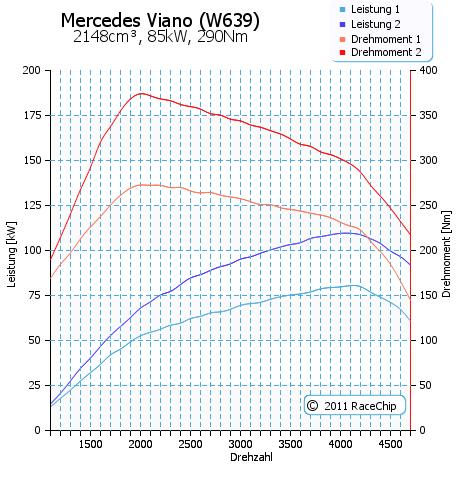 Mercedes Viano (W639)
2148cm³, 85kW, 290Nm
Leistung 1
Leistung 2
Drehmoment 1
Drehmoment 2
200
175
150
125
100
75
50
25
0
Leistung [kW]
400
350
300
250
200
150
100
50
0
Drehmoment [Nm]
1500 2000 2500 3000 3500 4000 4500
Drehzahl
© 2011 RaceChip